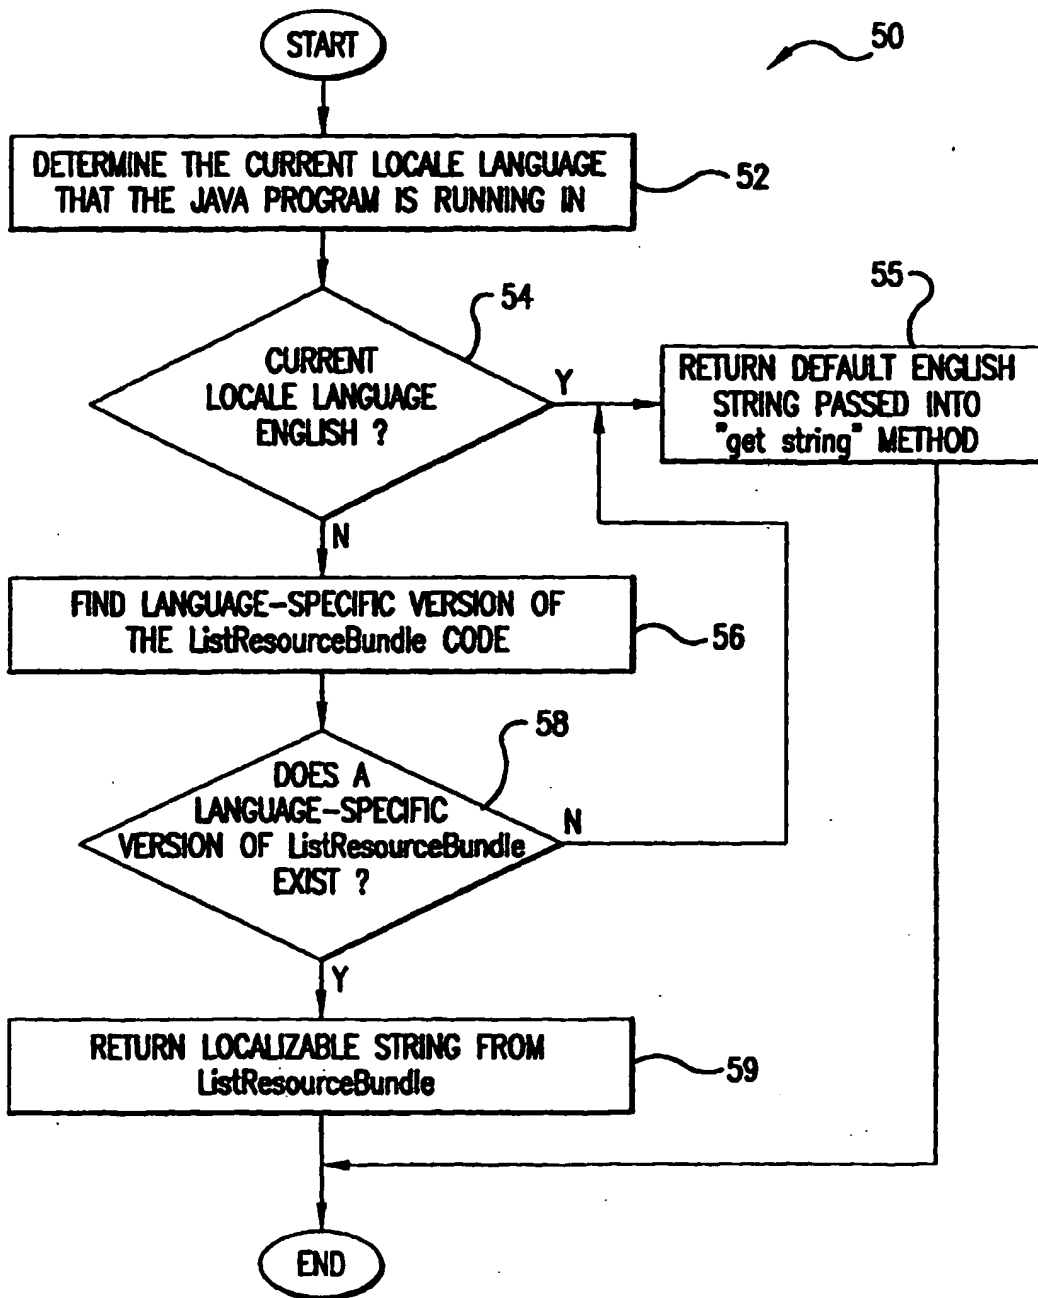 START
50
DETERMINE THE CURRENT LOCALE LANGUAGE
THAT THE JAVA PROGRAM IS RUNNING IN
52
54
CURRENT
LOCALE LANGUAGE
ENGLISH ?
Y
55
RETURN DEFAULT ENGLISH
STRING PASSED INTO
"get string" METHOD
N
FIND LANGUAGE-SPECIFIC VERSION OF
THE ListResourceBundle CODE
56
58
DOES A
LANGUAGE-SPECIFIC
VERSION OF ListResourceBundle
EXIST ?
N
Y
RETURN LOCALIZABLE STRING FROM
ListResourceBundle
59
END